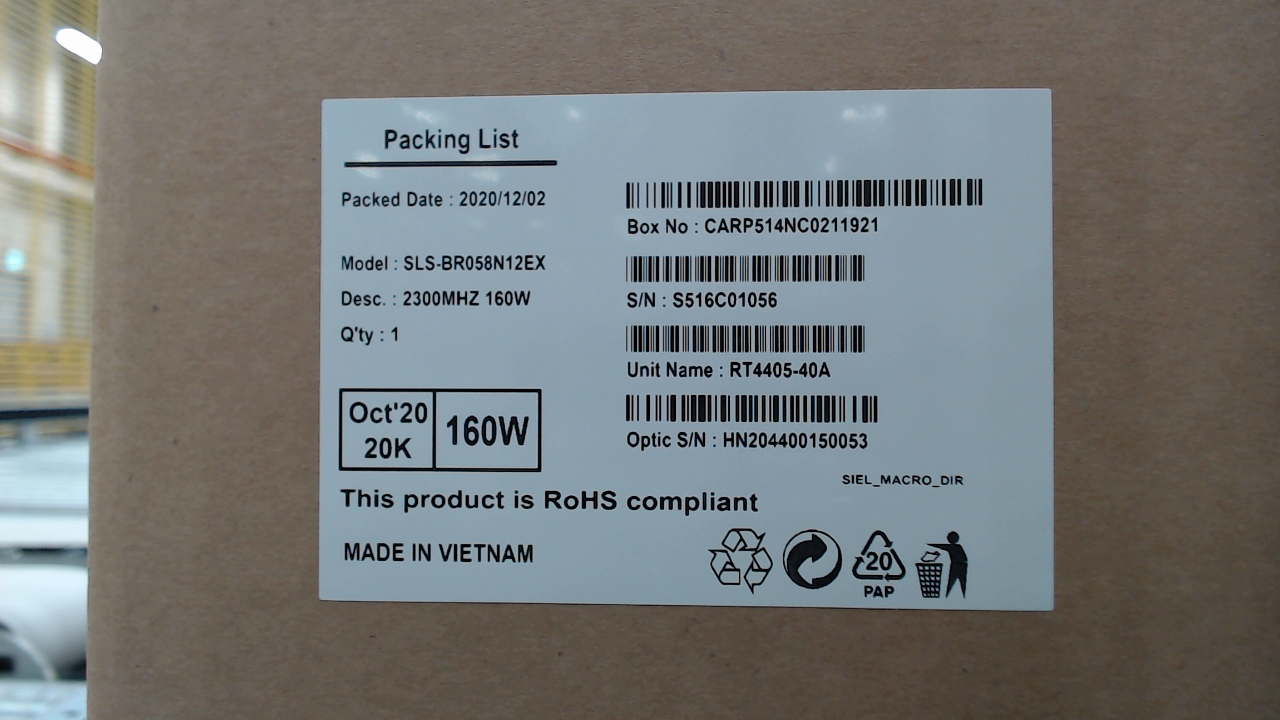 Packing List
Packed Date : 2020/12/02
Model : SLS-BR058N12EX
Desc. : 2300MHZ 160W
Q'ty : 1
Box No : CARP514NC0211921
S/N : S516C01056
Unit Name : RT4405-40A
Optic S/N : HN204400150053
Oct'20
20K
160W
SIEL_MACRO_DIR
This product is RoHS compliant
MADE IN VIETNAM
20
PAP